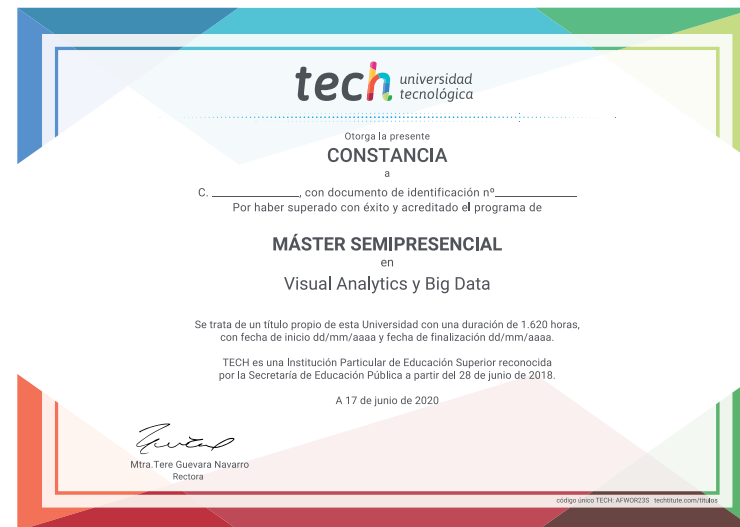 tech universidad
tecnológica
Otorga la presente
CONSTANCIA
a
C. ________________, con documento de identificación nº________________
Por haber superado con éxito y acreditado el programa de
MÁSTER SEMIPRESENCIAL
en
Visual Analytics y Big Data
Se trata de un título propio de esta Universidad con una duración de 1.620 horas,
con fecha de inicio dd/mm/aaaa y fecha de finalización dd/mm/aaaa.
TECH es una Institución Particular de Educación Superior reconocida
por la Secretaría de Educación Pública a partir del 28 de junio de 2018.
A 17 de junio de 2020
Mtra.Tere Guevara Navarro
Rectora
código único TECH: AFWOR23S techtitute.com/titulos